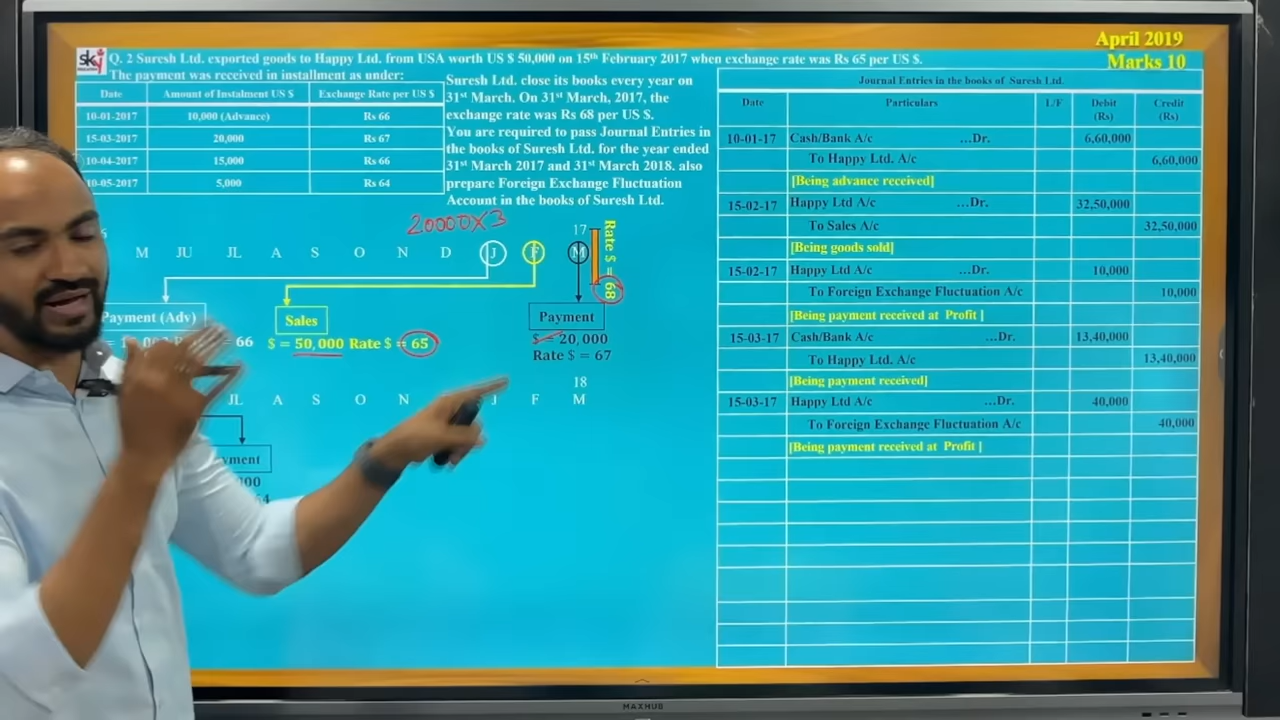 April 2019
Marks 10
sky
Q. 2 Suresh Ltd. exported goods to Happy Ltd. from USA worth US $ 50,000 on 15th February 2017 when exchange rate was Rs 65 per US $.
The payment was received in installment as under:
Date Amount of Instalment US $ Exchange Rate per US $
10-01-2017 10,000 (Advance) Rs 66
15-03-2017 20,000 Rs 67
10-04-2017 15,000 Rs 66
10-05-2017 5,000 Rs 64
Suresh Ltd. close its books every year on
31st March. On 31st March, 2017, the
exchange rate was Rs 68 per US $.
You are required to pass Journal Entries in
the books of Suresh Ltd. for the year ended
31st March 2017 and 31st March 2018. also
prepare Foreign Exchange Fluctuation
Account in the books of Suresh Ltd.
20000X3
17
M JU JL A S O N D J F M
Rate $ = 68
Payment (Adv)
66
Sales
$ = 50,000 Rate $ = 65
Payment
$ = 20,000
Rate $ = 67
18
JL A S O N J F M
Journal Entries in the books of Suresh Ltd.
Date Particulars L/F Debit (Rs) Credit (Rs)
10-01-17 Cash/Bank A/c ...Dr. 6,60,000
To Happy Ltd. A/c 6,60,000
[Being advance received]
15-02-17 Happy Ltd A/c ...Dr. 32,50,000
To Sales A/c 32,50,000
[Being goods sold]
15-02-17 Happy Ltd A/c ...Dr. 10,000
To Foreign Exchange Fluctuation A/c 10,000
[Being payment received at Profit ]
15-03-17 Cash/Bank A/c ...Dr. 13,40,000
To Happy Ltd. A/c 13,40,000
[Being payment received]
15-03-17 Happy Ltd A/c ...Dr. 40,000
To Foreign Exchange Fluctuation A/c 40,000
[Being payment received at Profit ]
MAXHUB